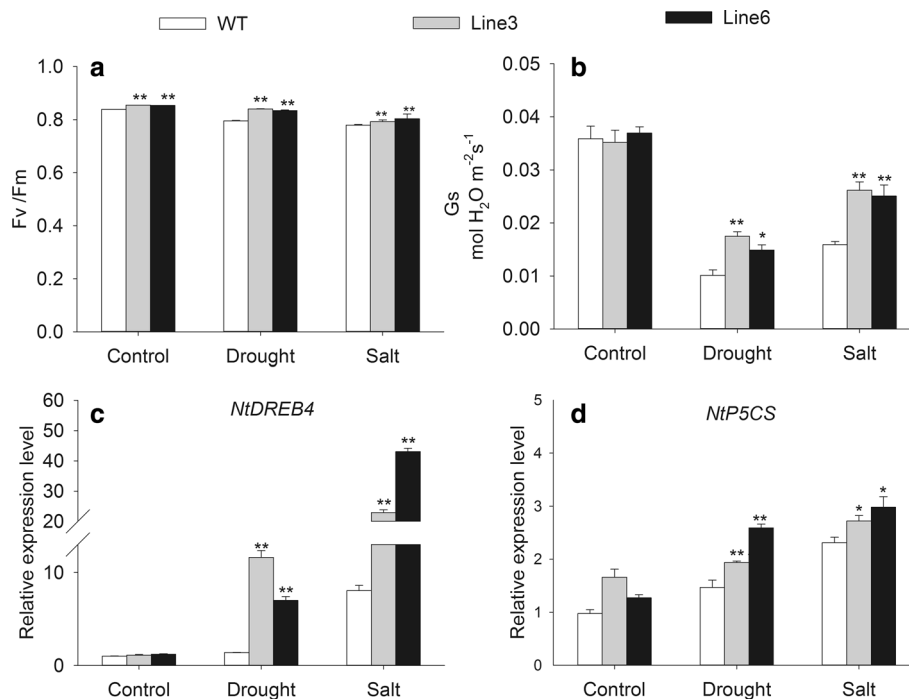 WT Line3 Line6
a
1.0
0.8
0.6
0.4
0.2
0.0
Fv /Fm
** **
** **
** **
Control Drought Salt
b
0.05
0.04
0.03
0.02
0.01
0.00
Gs
mol H₂O m⁻²s⁻¹
** *
** **
Control Drought Salt
c
NtDREB4
60
50
40
30
20
10
0
Relative expression level
** **
** **
Control Drought Salt
d
NtP5CS
5
4
3
2
1
0
Relative expression level
** **
* *
Control Drought Salt